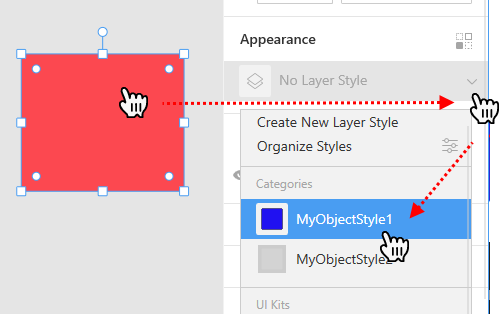 Appearance
No Layer Style
Create New Layer Style
Organize Styles
Categories
MyObjectStyle1
MyObjectStyle2
UI Kits